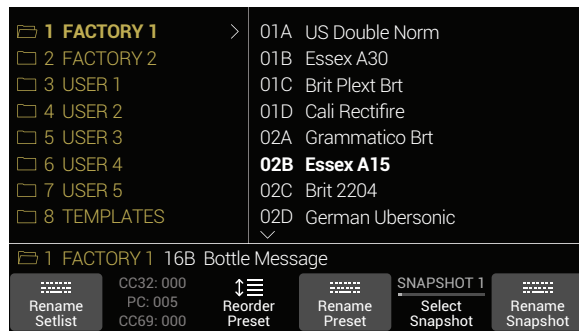 1 FACTORY 1 >
2 FACTORY 2
3 USER 1
4 USER 2
5 USER 3
6 USER 4
7 USER 5
8 TEMPLATES
01A US Double Norm
01B Essex A30
01C Brit Plext Brt
01D Cali Rectifire
02A Grammatico Brt
02B Essex A15
02C Brit 2204
02D German Ubersonic
1 FACTORY 1 16B Bottle Message
Rename
Setlist
CC32: 000
PC: 005
CC69: 000
Reorder
Preset
Rename
Preset
SNAPSHOT 1
Select
Snapshot
Rename
Snapshot